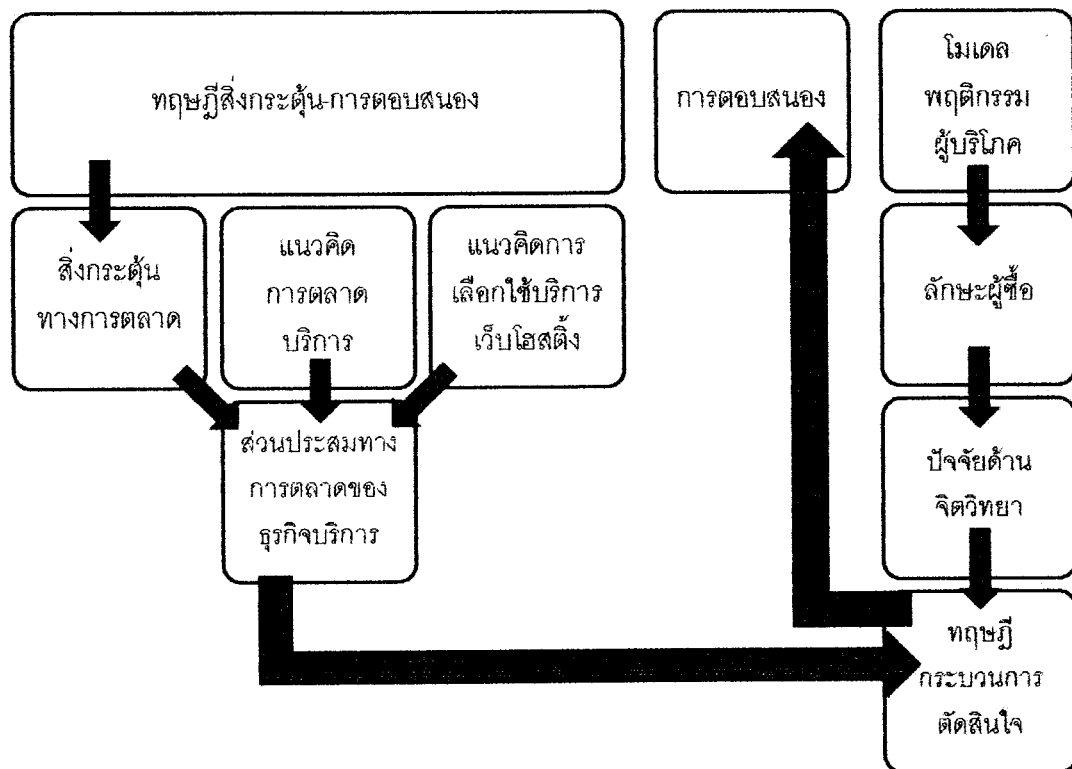 ทฤษฎีสิ่งกระตุ้น-การตอบสนอง
การตอบสนอง
โมเดล
พฤติกรรม
ผู้บริโภค
สิ่งกระตุ้น
ทางการตลาด
แนวคิด
การตลาด
บริการ
แนวคิดการ
เลือกใช้บริการ
เว็บโฮสติ้ง
ลักษะผู้ซื้อ
ส่วนประสมทาง
การตลาดของ
ธุรกิจบริการ
ปัจจัยด้าน
จิตวิทยา
ทฤษฎี
กระบวนการ
ตัดสินใจ